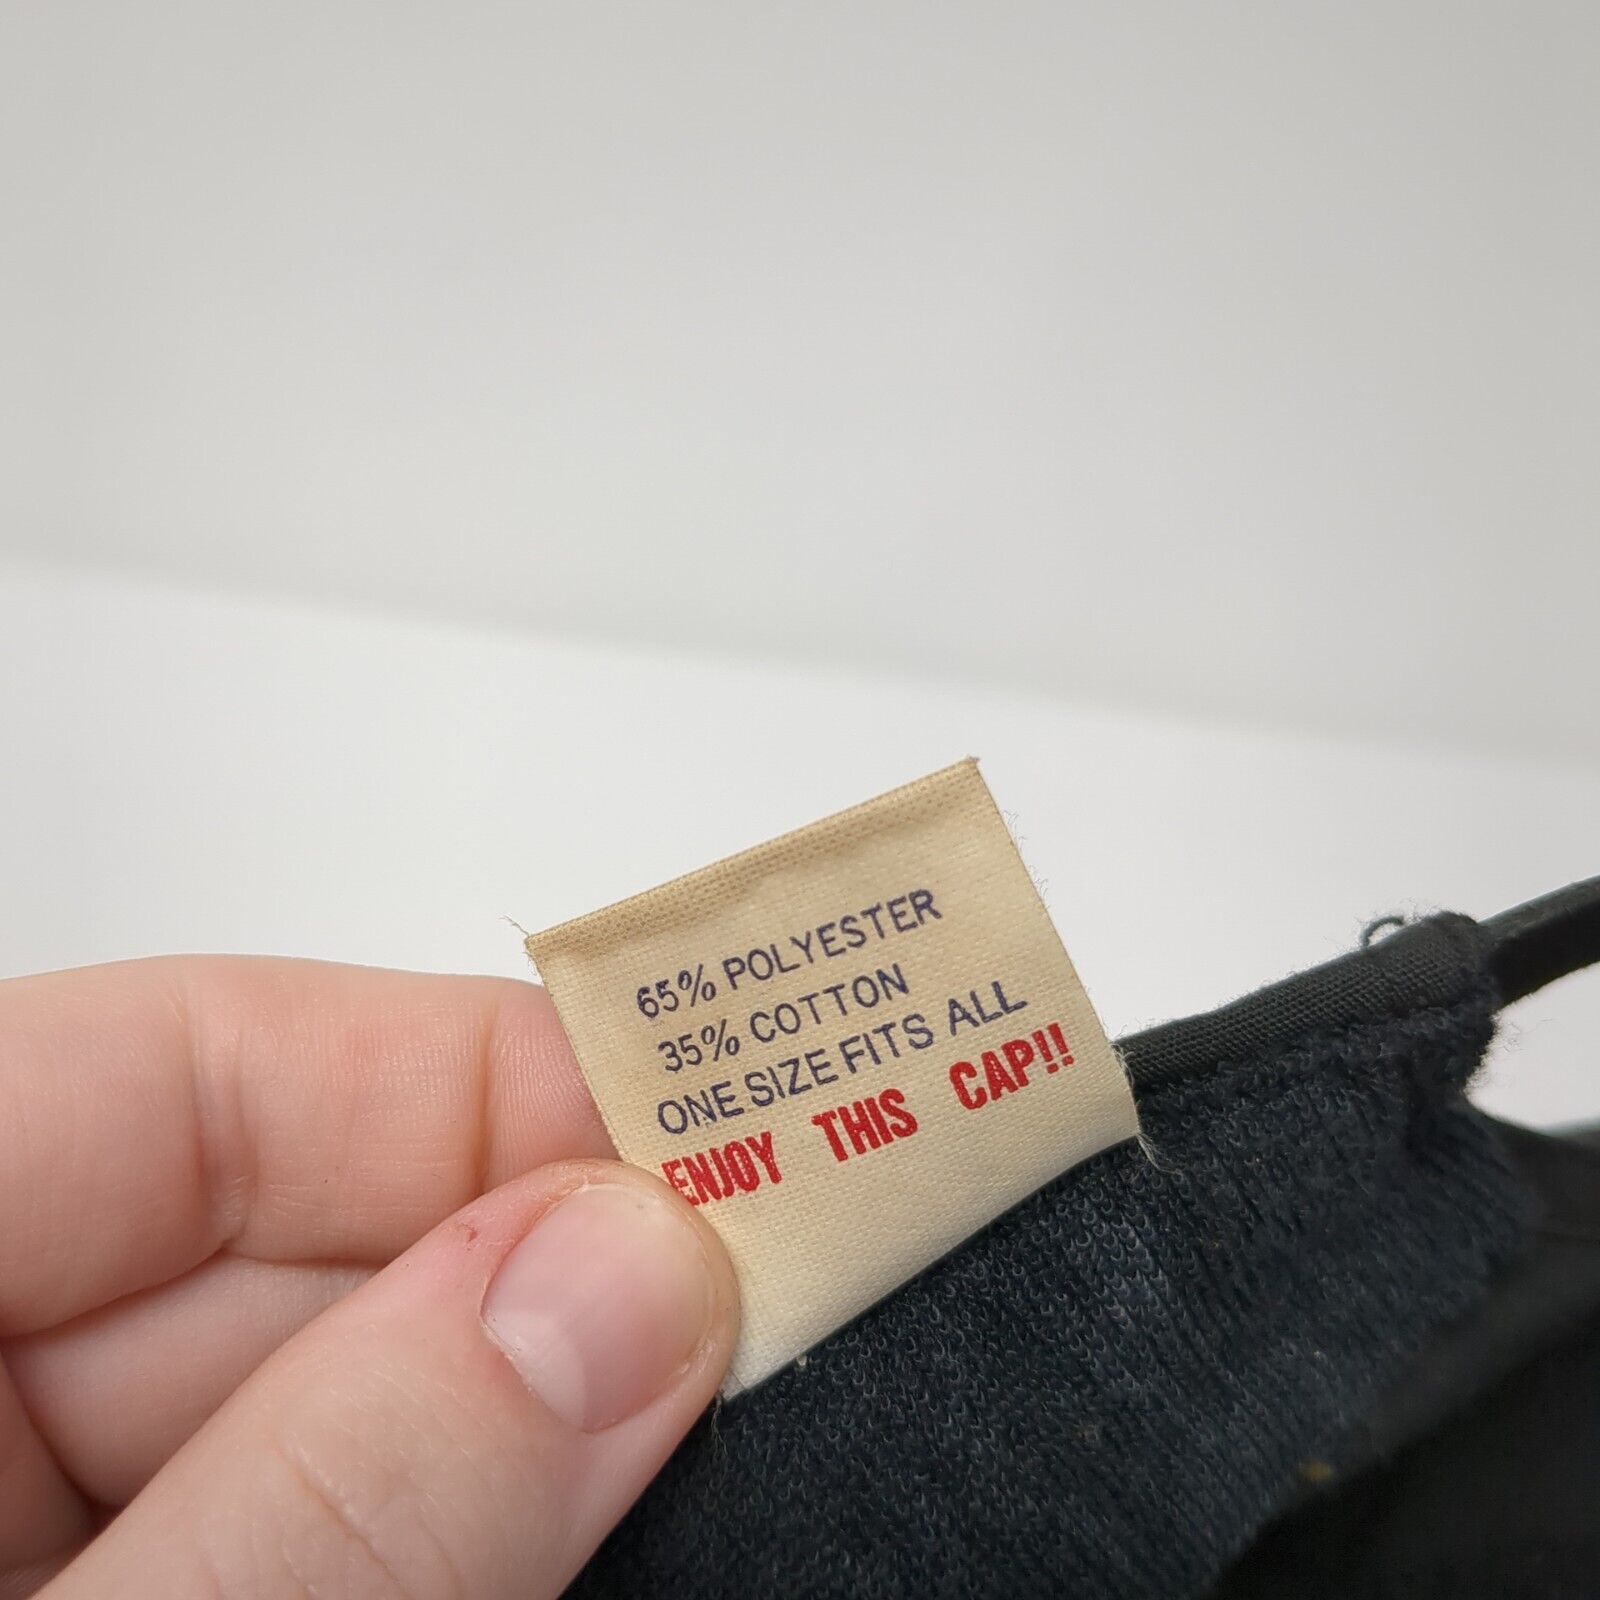 65% POLYESTER
35% COTTON
ONE SIZE FITS ALL
ENJOY THIS CAP!!